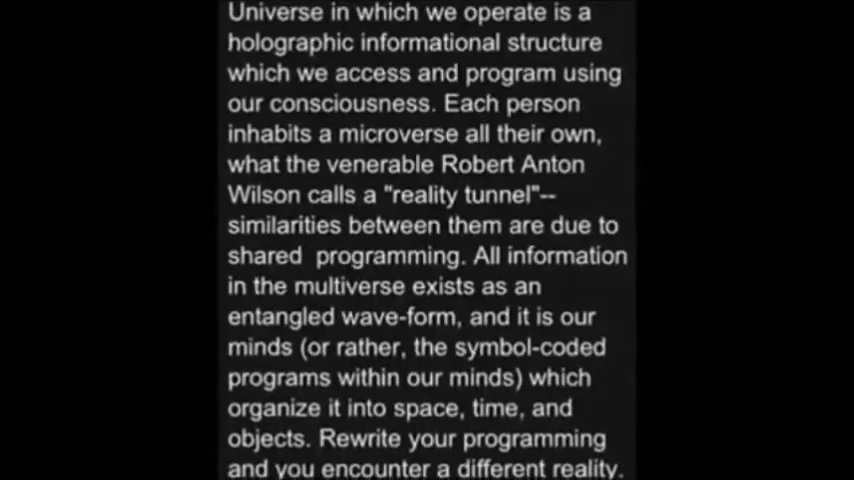 Universe in which we operate is a
holographic informational structure
which we access and program using
our consciousness. Each person
inhabits a microverse all their own,
what the venerable Robert Anton
Wilson calls a "reality tunnel"--
similarities between them are due to
shared  programming. All information
in the multiverse exists as an
entangled wave-form, and it is our
minds (or rather, the symbol-coded
programs within our minds) which
organize it into space, time, and
objects. Rewrite your programming
and you encounter a different reality.